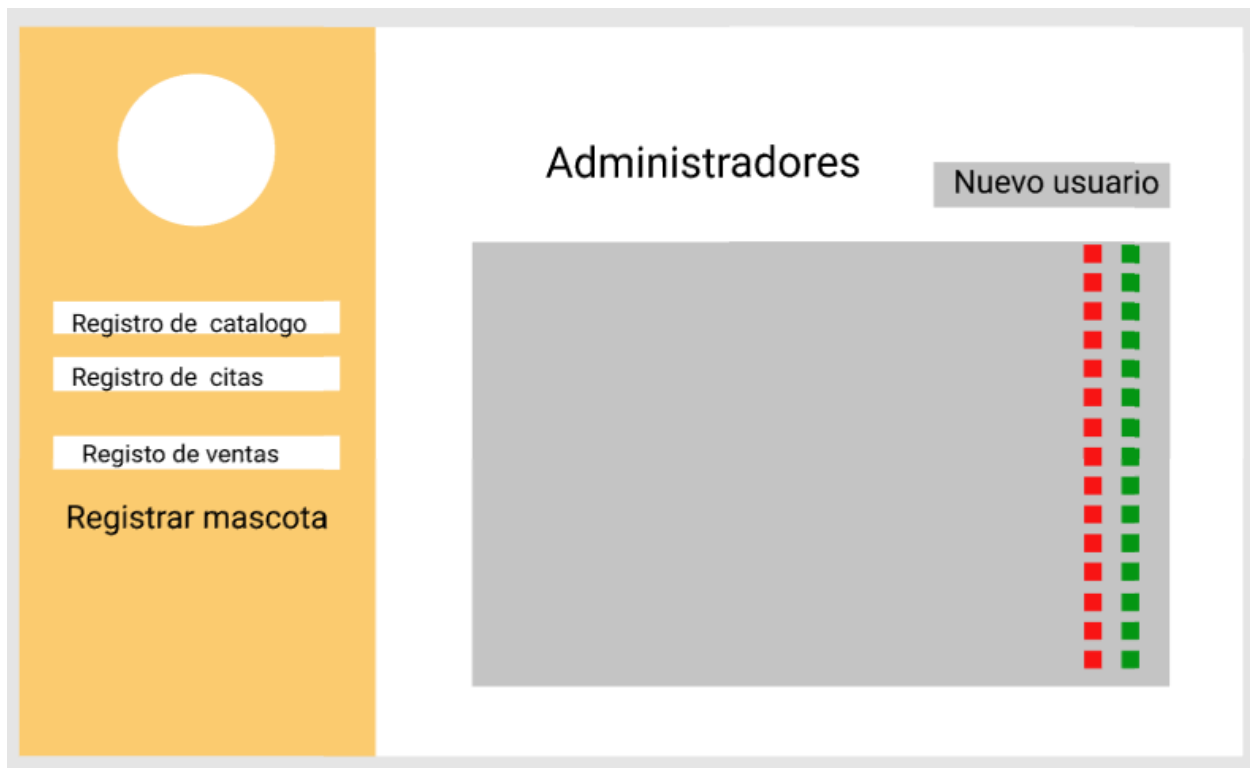 Administradores
Nuevo usuario
Registro de  catalogo
Registro de  citas
Registo de ventas
Registrar mascota